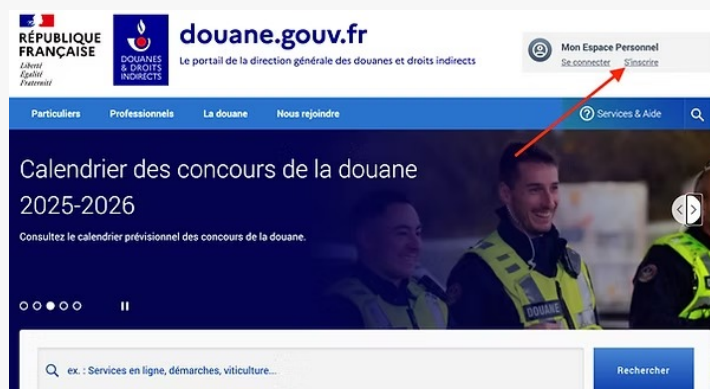 RÉPUBLIQUE
FRANÇAISE
Liberté
Égalité
Fraternité
DOUANES
& DROITS
INDIRECTS
douane.gouv.fr
Le portail de la direction générale des douanes et droits indirects
Mon Espace Personnel
Se connecter S'inscrire
Particuliers Professionnels La douane Nous rejoindre Services & Aide
Calendrier des concours de la douane
2025-2026
Consultez le calendrier prévisionnel des concours de la douane.
DOUANE
ex. : Services en ligne, démarches, viticulture...
Rechercher